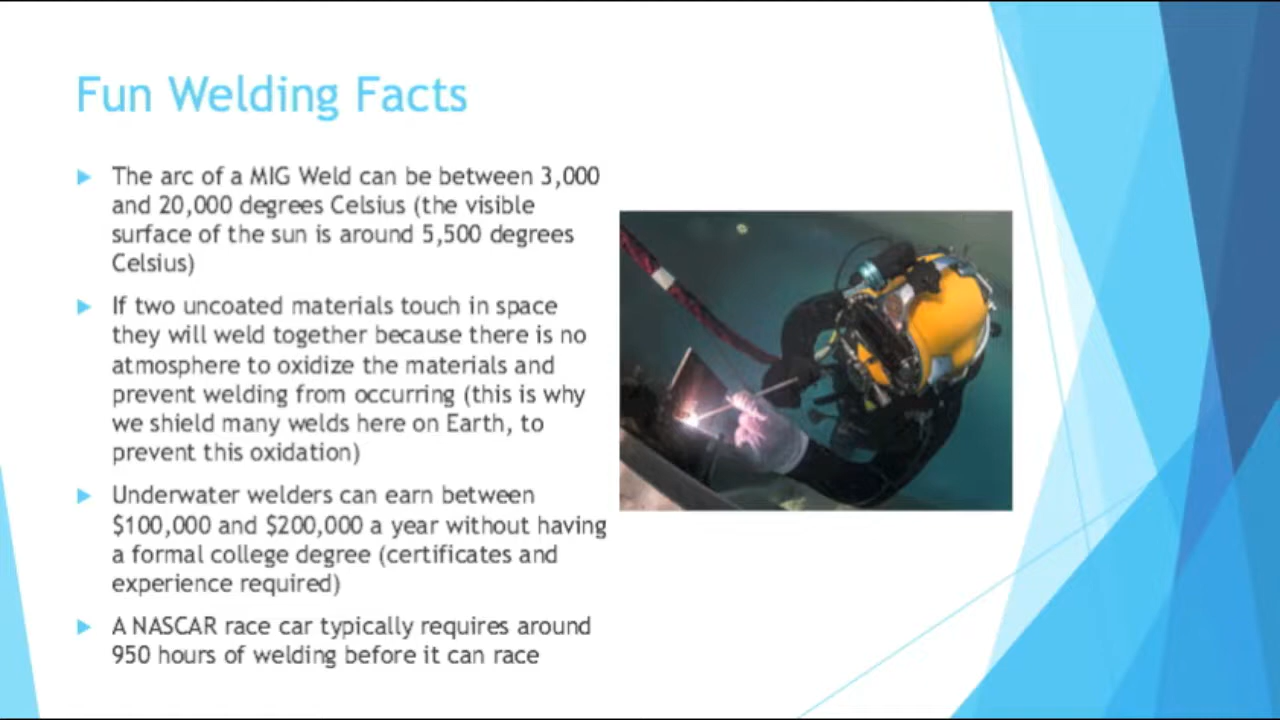 Fun Welding Facts
The arc of a MIG Weld can be between 3,000
and 20,000 degrees Celsius (the visible
surface of the sun is around 5,500 degrees
Celsius)
If two uncoated materials touch in space
they will weld together because there is no
atmosphere to oxidize the materials and
prevent welding from occurring (this is why
we shield many welds here on Earth, to
prevent this oxidation)
Underwater welders can earn between
$100,000 and $200,000 a year without having
a formal college degree (certificates and
experience required)
A NASCAR race car typically requires around
950 hours of welding before it can race